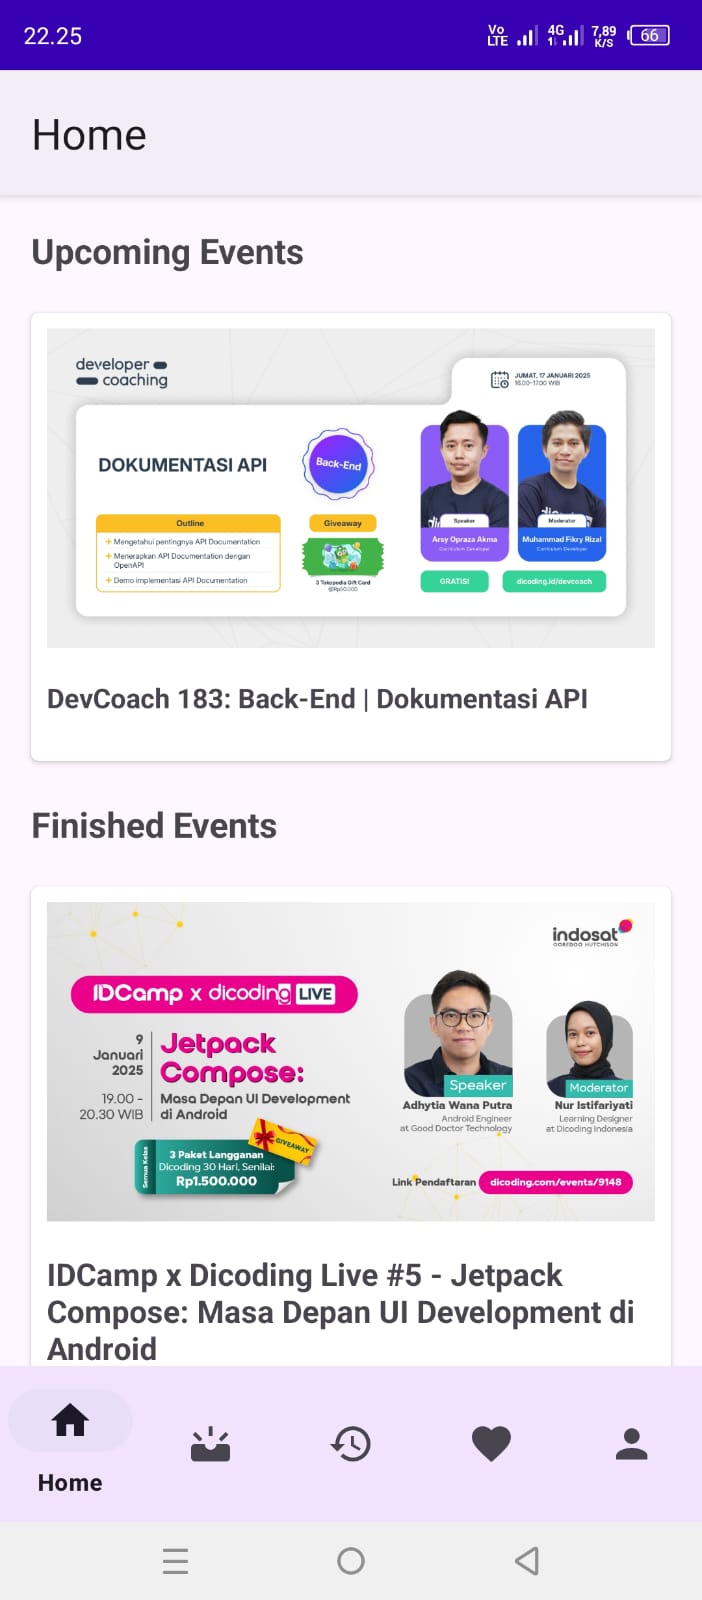 22.25
Vo
LTE
4G
7,89
K/S
66
Home
Upcoming Events
developer
coaching
JUMAT, 17 JANUARI 2025
16.00-17.00 WIB
DOKUMENTASI API
Back-End
Outline
Mengetahui pentingnya API Documentation
Menerapkan API Documentation dengan
OpenAPI
Demo implementasi API Documentation
Giveaway
3 Tokopedia Gift Card
@Rp50.000
Speaker
Arsy Opraza Akma
Curriculum Developer
Moderator
Muhammad Fikry Rizal
Curriculum Developer
GRATIS!
dicoding.id/devcoach
DevCoach 183: Back-End | Dokumentasi API
Finished Events
indosat
OOREDOO HUTCHISON
IDCamp x dicoding LIVE
9
Januari
2025
19.00 -
20.30 WIB
Jetpack
Compose:
Masa Depan UI Development
di Android
GIVEAWAY
Semua Kelas
3 Paket Langganan
Dicoding 30 Hari, Senilai:
Rp1.500.000
Speaker
Adhytia Wana Putra
Android Engineer
at Good Doctor Technology
Moderator
Nur Istifariyati
Learning Designer
at Dicoding Indonesia
Link Pendaftaran
dicoding.com/events/9148
IDCamp x Dicoding Live #5 - Jetpack
Compose: Masa Depan UI Development di
Android
Home